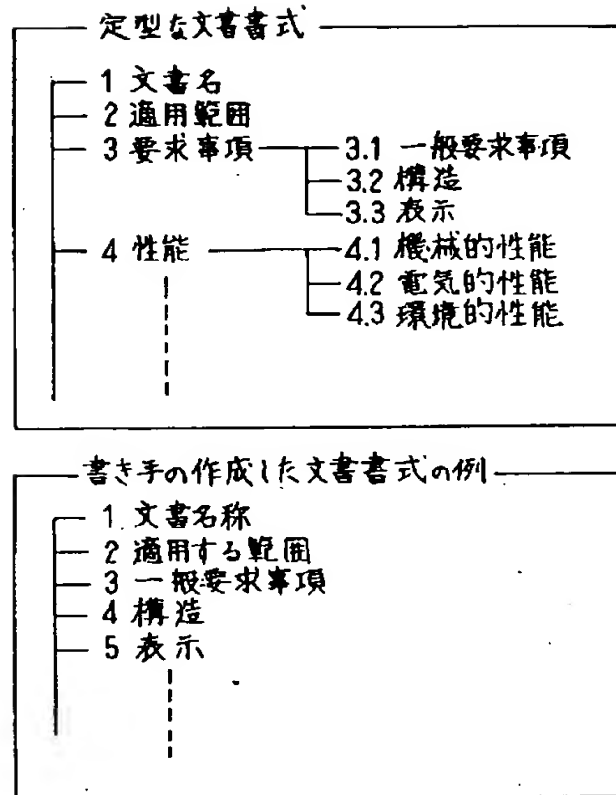 定型な文書書式
1 文書名
2 適用範囲
3 要求事項
3.1 一般要求事項
3.2 構造
3.3 表示
4 性能
4.1 機械的性能
4.2 電気的性能
4.3 環境的性能
書き手の作成した文書書式の例
1 文書名称
2 適用する範囲
3 一般要求事項
4 構造
5 表示